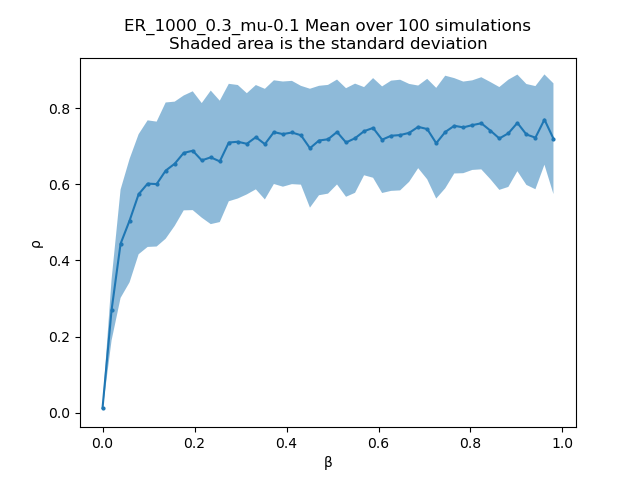 ER_1000_0.3_mu-0.1 Mean over 100 simulations
Shaded area is the standard deviation
0.8
0.6
ρ
0.4
0.2
0.0
0.0 0.2 0.4 0.6 0.8 1.0
β